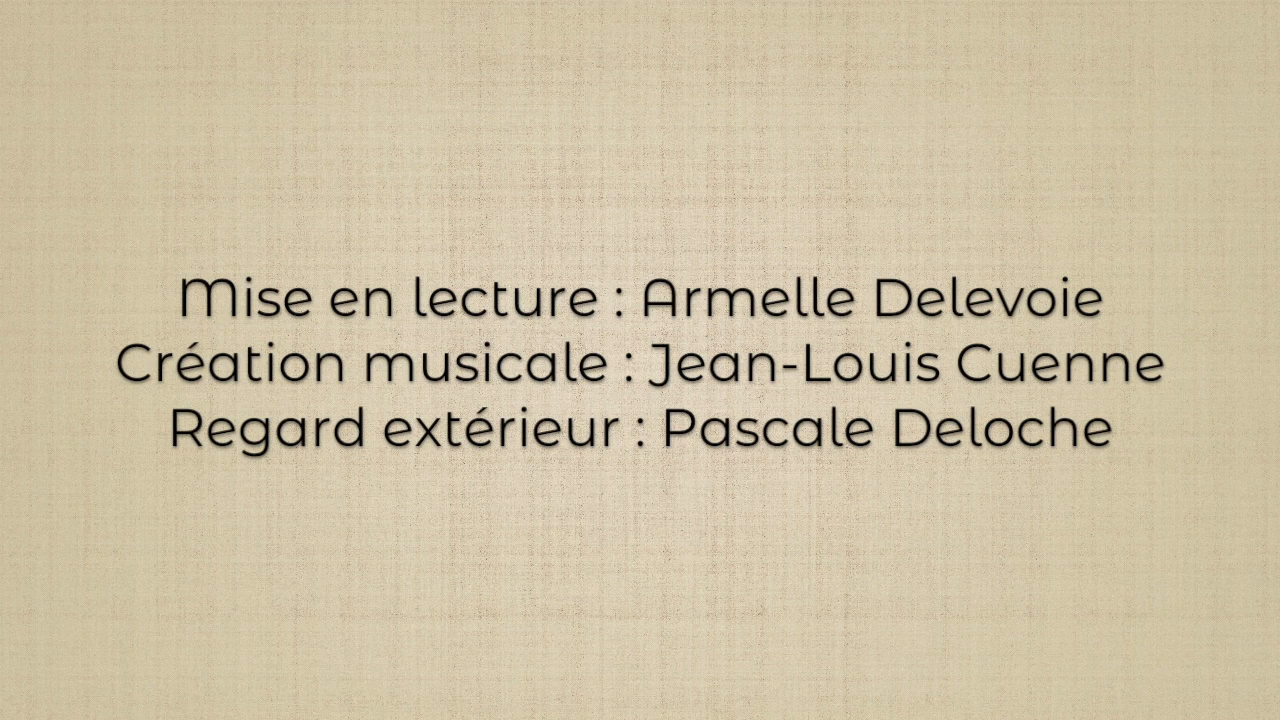 Mise en lecture : Armelle Delevoie
Création musicale : Jean-Louis Cuenne
Regard extérieur : Pascale Deloche